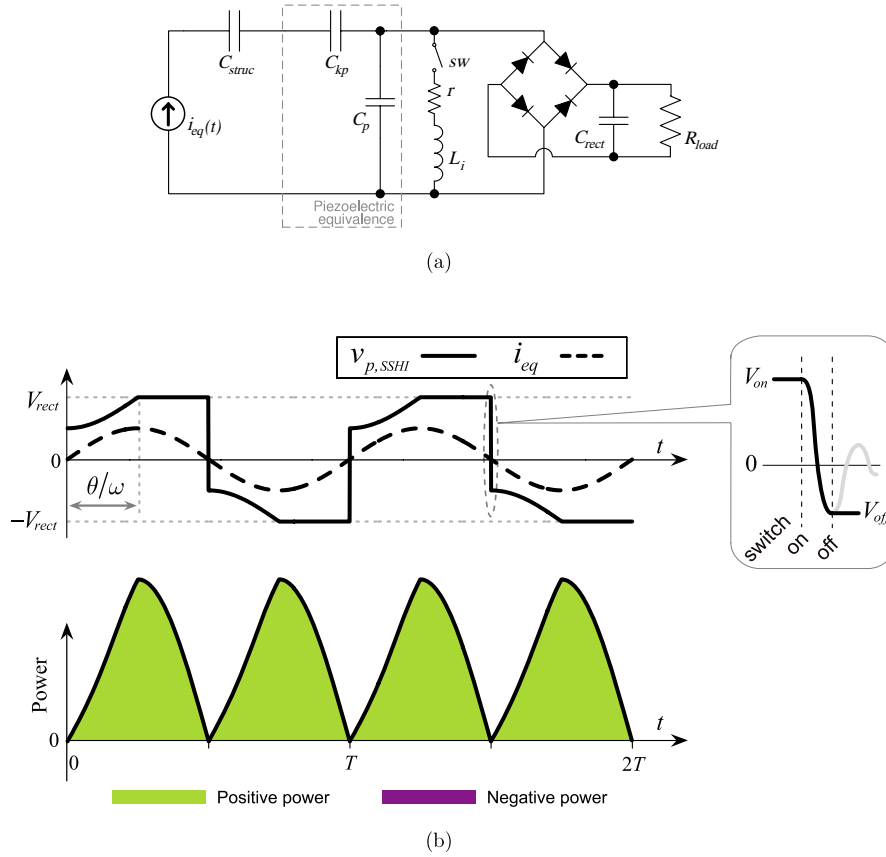 C_struc
C_kp
sw
r
i_eq(t)
C_p
L_i
C_rect
R_load
Piezoelectric
equivalence
(a)
v_p,SSHI
i_eq
V_rect
0
θ/ω
−V_rect
t
V_on
0
V_off
switch
on
off
Power
0
t
0
T
2T
Positive power
Negative power
(b)